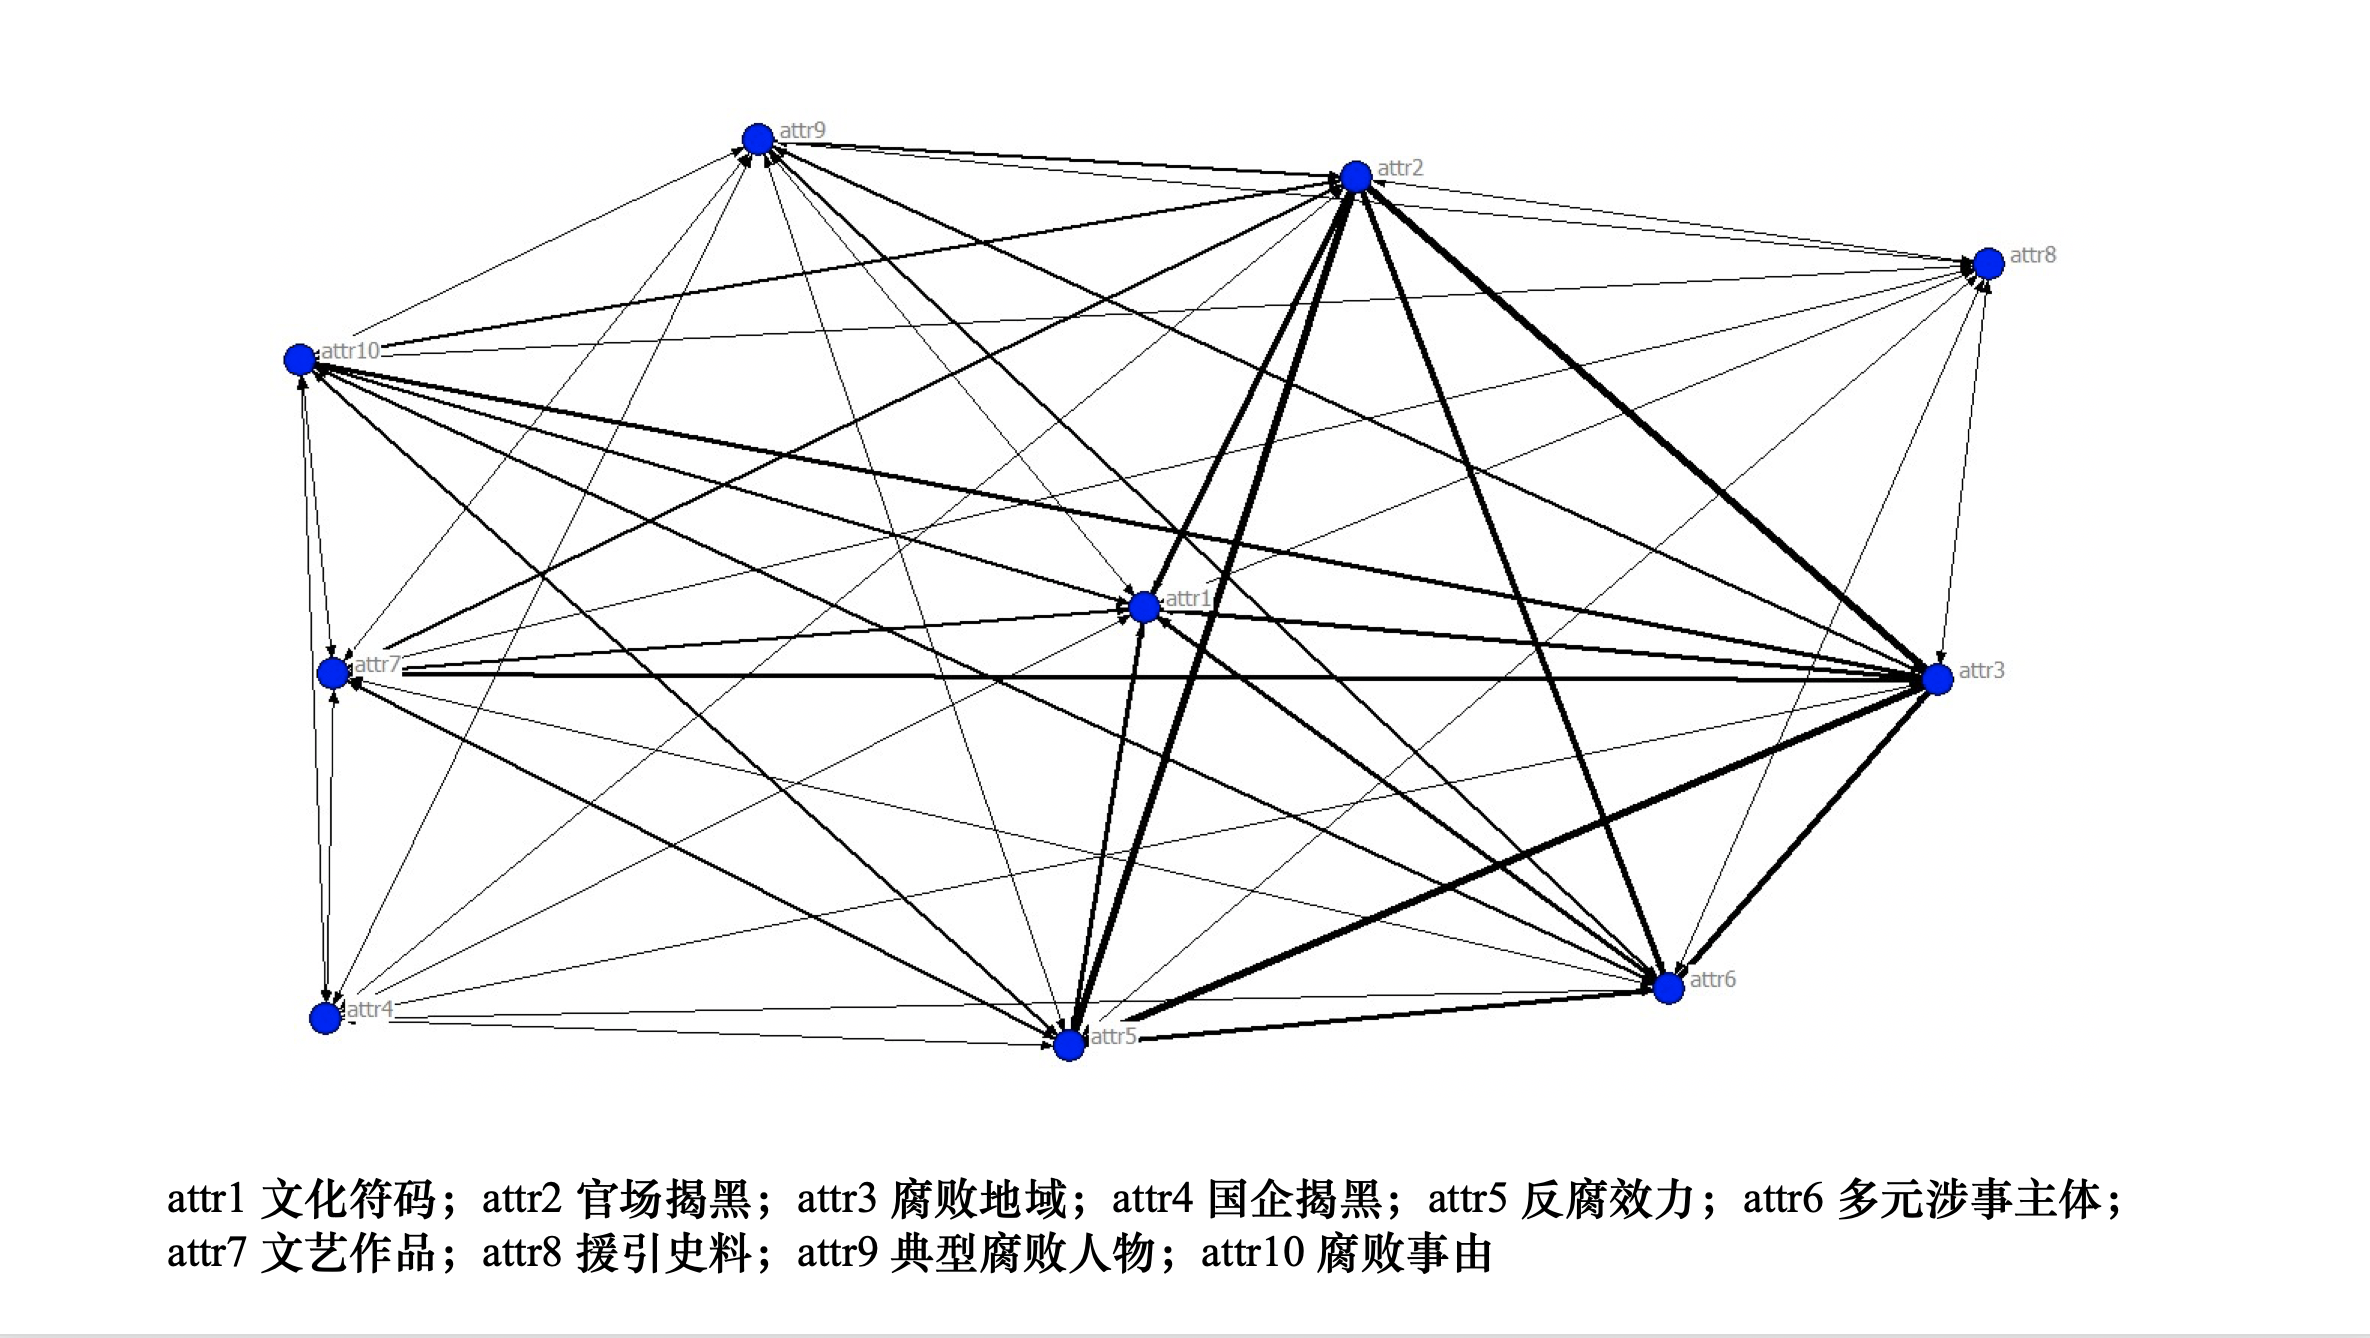 attr9
attr2
attr8
attr10
attr1
attr7
attr3
attr6
attr4
attr5
attr1 文化符码；attr2 官场揭黑；attr3 腐败地域；attr4 国企揭黑；attr5 反腐效力；attr6 多元涉事主体；
attr7 文艺作品；attr8 援引史料；attr9 典型腐败人物；attr10 腐败事由